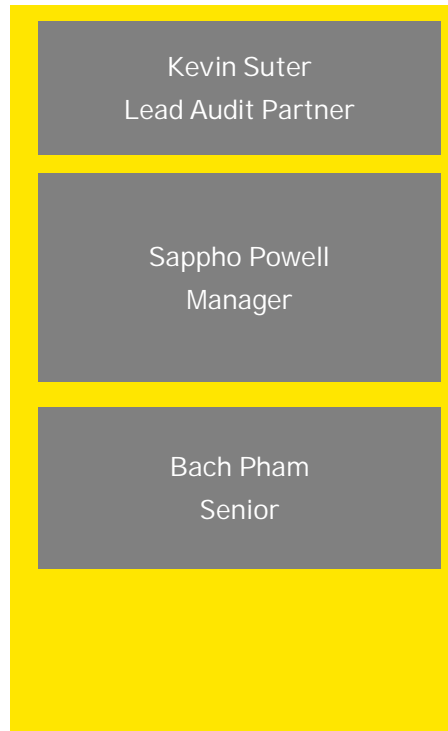 Kevin Suter
Lead Audit Partner
Sappho Powell
Manager
Bach Pham
Senior